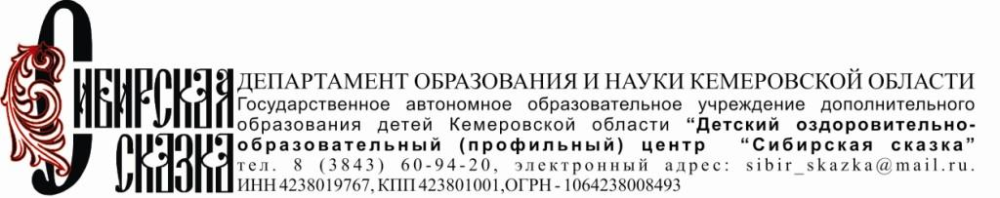 Сибирская
сказка
ДЕПАРТАМЕНТ ОБРАЗОВАНИЯ И НАУКИ КЕМЕРОВСКОЙ ОБЛАСТИ
Государственное автономное образовательное учреждение дополнительного
образования детей Кемеровской области “Детский оздоровительно-
образовательный (профильный) центр “Сибирская сказка”
тел. 8 (3843) 60-94-20, электронный адрес: sibir_skazka@mail.ru.
ИНН 4238019767, КПП 423801001,ОГРН - 1064238008493